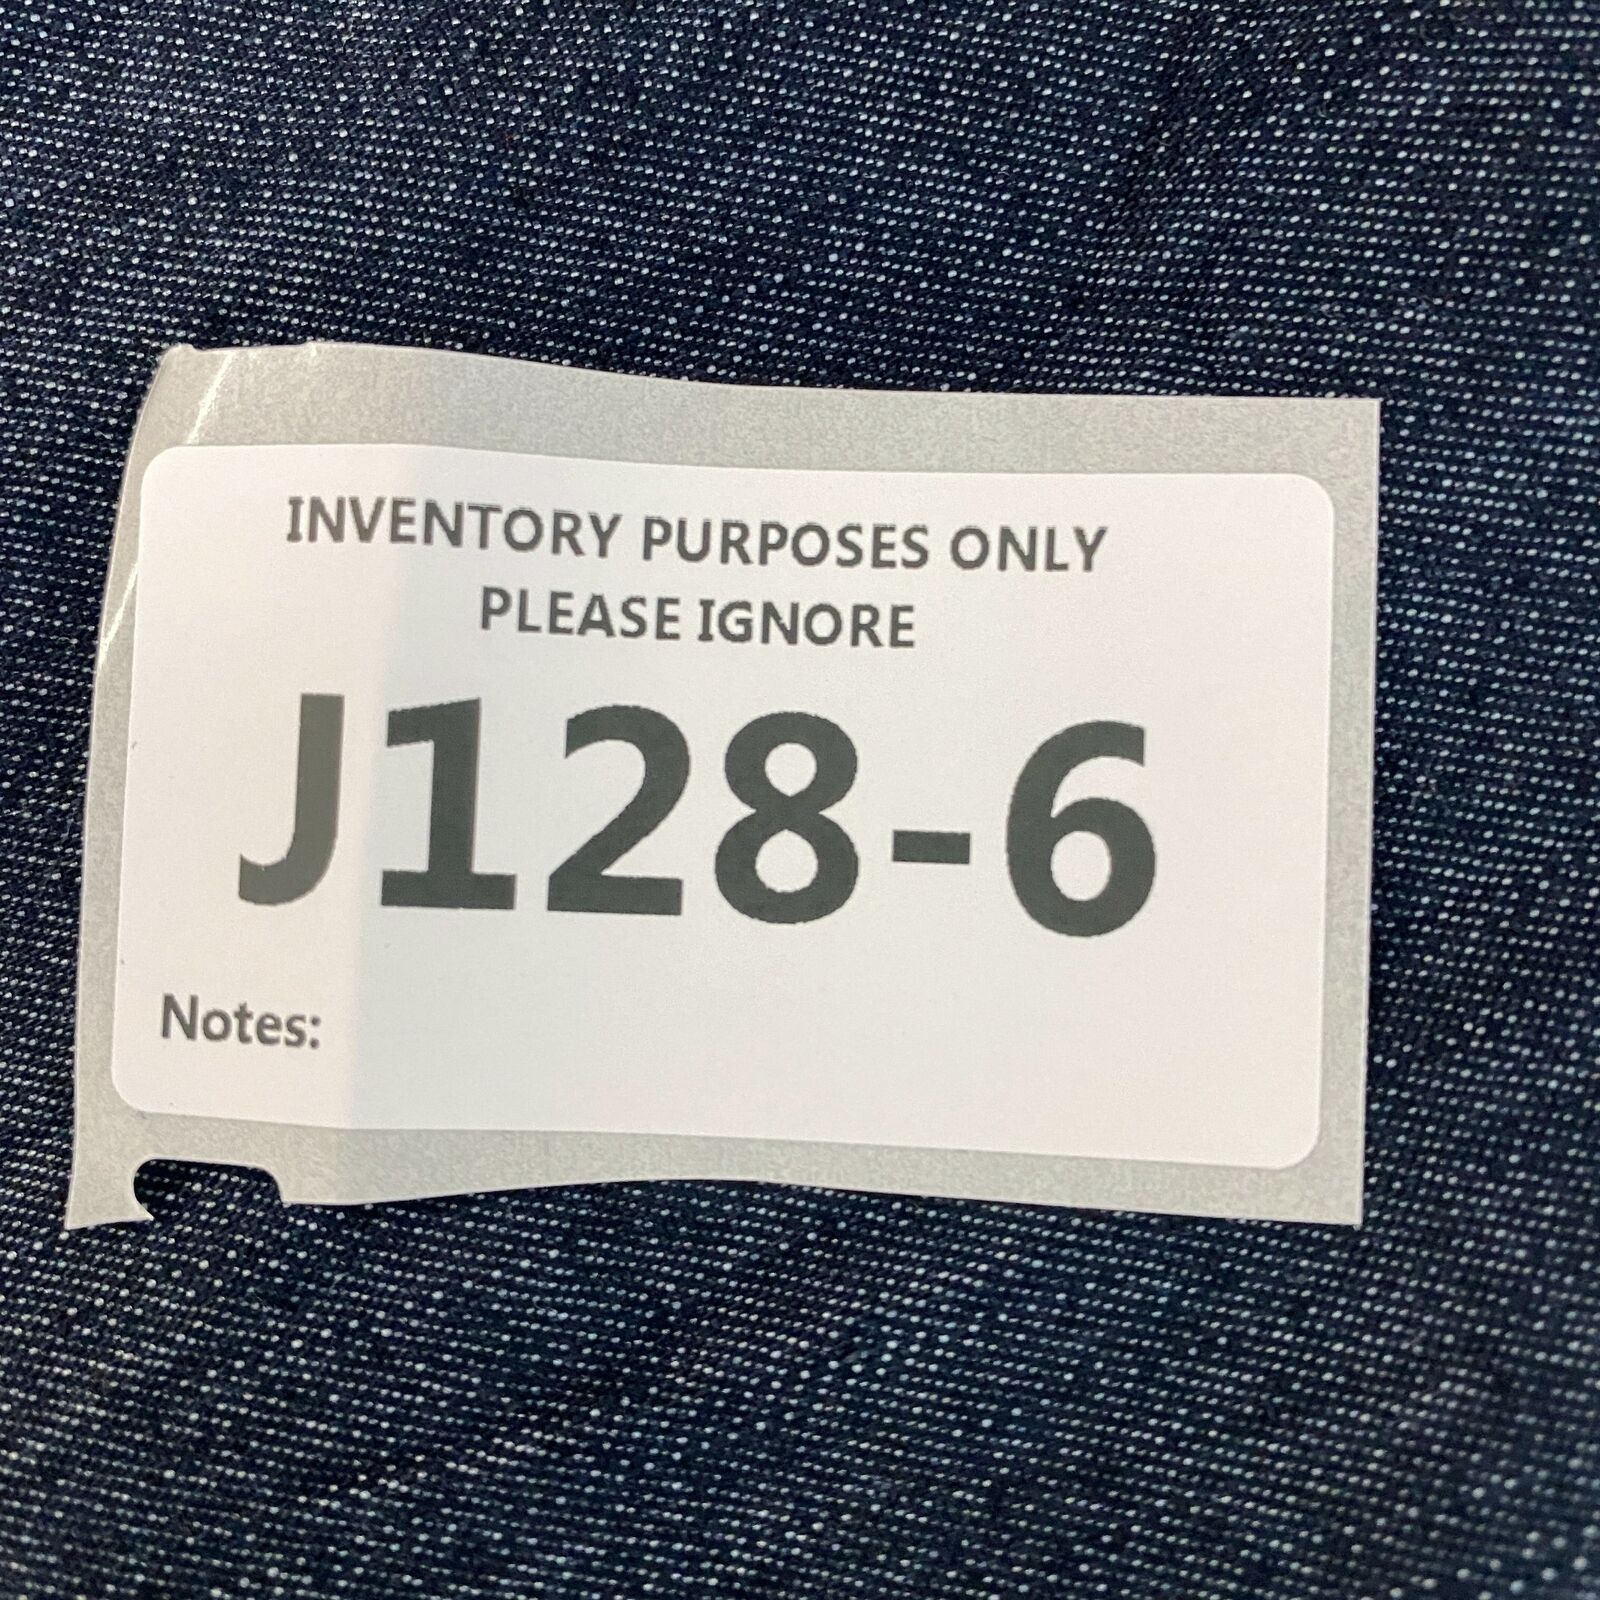 INVENTORY PURPOSES ONLY
PLEASE IGNORE
J128-6
Notes: